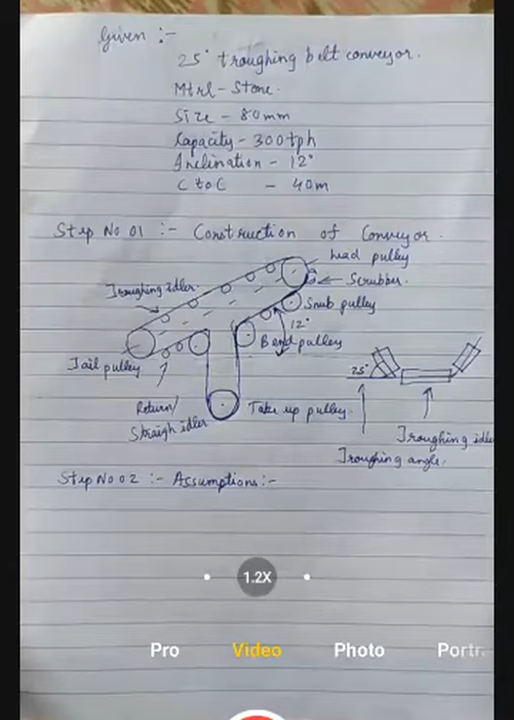 Given :-
25° troughing belt conveyor.
Mtrl - Stone.
Size - 80mm
Capacity - 300tph
Inclination - 12°
C to C - 40m
Step No 01 :- Construction of Conveyor.
head pulley
Scrubber.
Troughing idler.
Snub pulley
12°
Bend pulley
Tail pulley
25°
Return/
Straigh idler
Take up pulley.
Troughing idle
Troughing angle.
Step No 02 :- Assumptions:-
1.2X
Pro Video Photo Portr